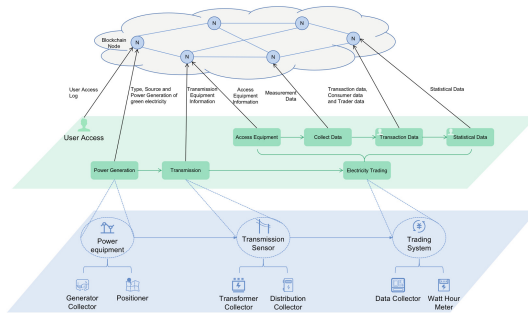 N
N
Blockchain
Node
N
N
N
N
N
User Access
Log
Type, Source and
Power Generation of
green electricity
Transmission
Equipment
Information
Access
Equipment
Information
Measurement
Data
Transaction data,
Consumer data
and Trader data
Statistical Data
User Access
Access Equipment
Collect Data
Transaction Data
Statistical Data
Power Generation
Transmission
Electricity Trading
Power
equipment
Transmission
Sensor
Trading
System
Generator
Collector
Positioner
Transformer
Collector
Distribution
Collector
Data Collector
Watt Hour
Meter